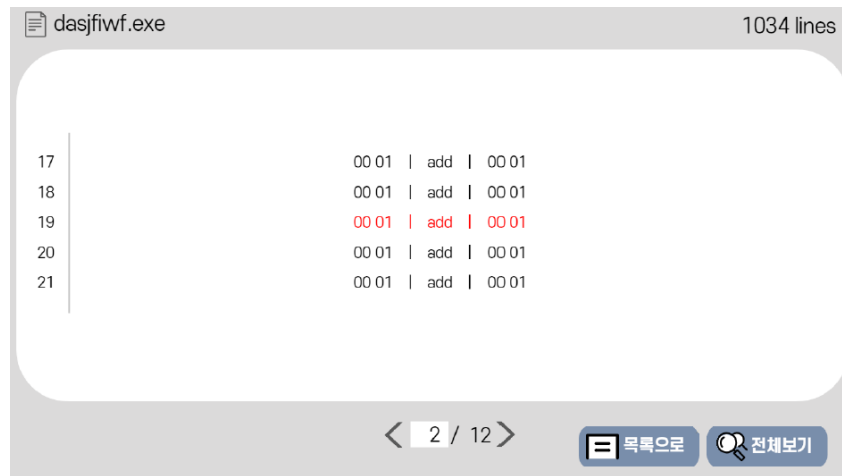 dasjfiwf.exe 1034 lines
17 00 01 | add | 00 01
18 00 01 | add | 00 01
19 00 01 | add | 00 01
20 00 01 | add | 00 01
21 00 01 | add | 00 01
2 / 12
목록으로 전체보기